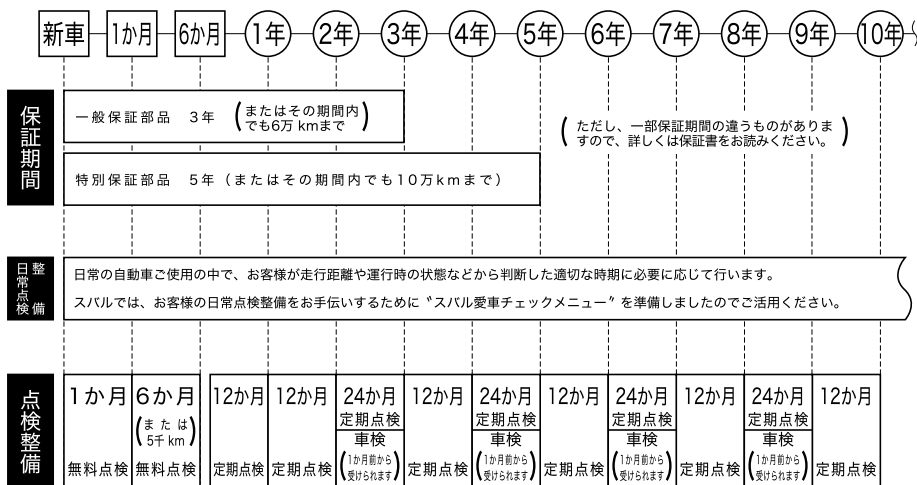 新車 1か月 6か月 1年 2年 3年 4年 5年 6年 7年 8年 9年 10年
保証期間
一般保証部品 3年 (またはその期間内
でも6万kmまで)
(ただし、一部保証期間の違うものがありま
すので、詳しくは保証書をお読みください。)
特別保証部品 5年(またはその期間内でも10万kmまで)
日常点検
整備
日常の自動車ご使用の中で、お客様が走行距離や運行時の状態などから判断した適切な時期に必要に応じて行います。
スバルでは、お客様の日常点検整備をお手伝いするために〝スバル愛車チェックメニュー〟を準備しましたのでご活用ください。
点検整備
1か月
無料点検
6か月
(または
5千km)
無料点検
12か月
定期点検
12か月
定期点検
24か月
定期点検
車検
(1か月前から
受けられます)
12か月
定期点検
24か月
定期点検
車検
(1か月前から
受けられます)
12か月
定期点検
24か月
定期点検
車検
(1か月前から
受けられます)
12か月
定期点検
24か月
定期点検
車検
(1か月前から
受けられます)
12か月
定期点検